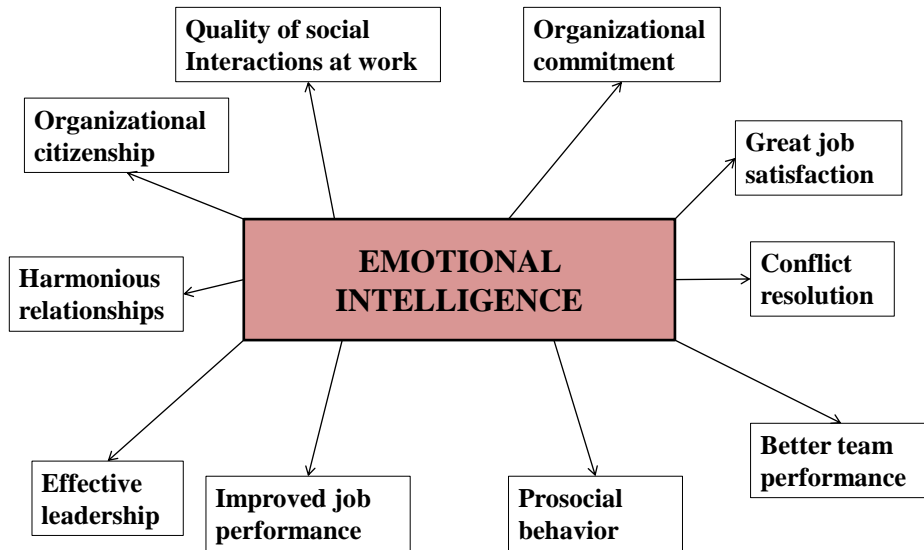 Quality of social
Interactions at work
Organizational
commitment
Organizational
citizenship
Great job
satisfaction
EMOTIONAL
INTELLIGENCE
Harmonious
relationships
Conflict
resolution
Better team
performance
Effective
leadership
Improved job
performance
Prosocial
behavior